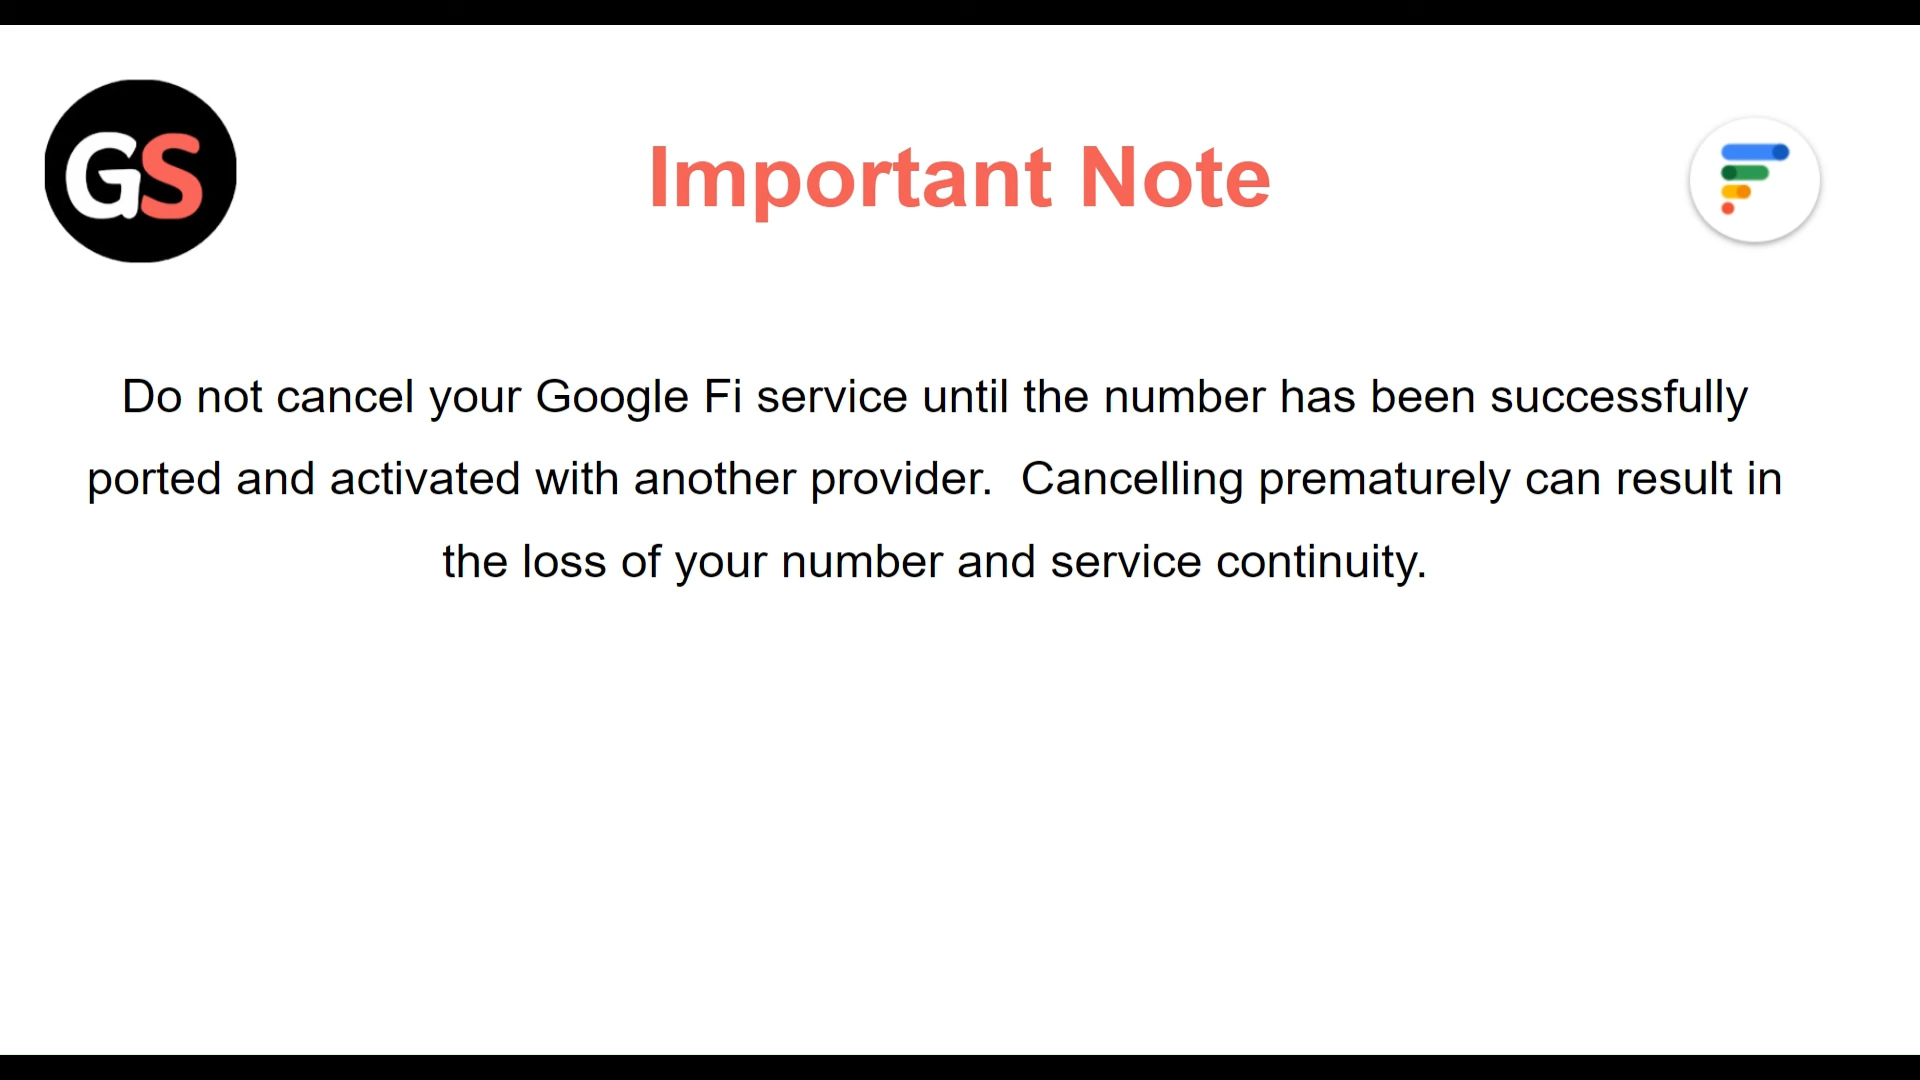 GS
Important Note
Do not cancel your Google Fi service until the number has been successfully
ported and activated with another provider.  Cancelling prematurely can result in
the loss of your number and service continuity.